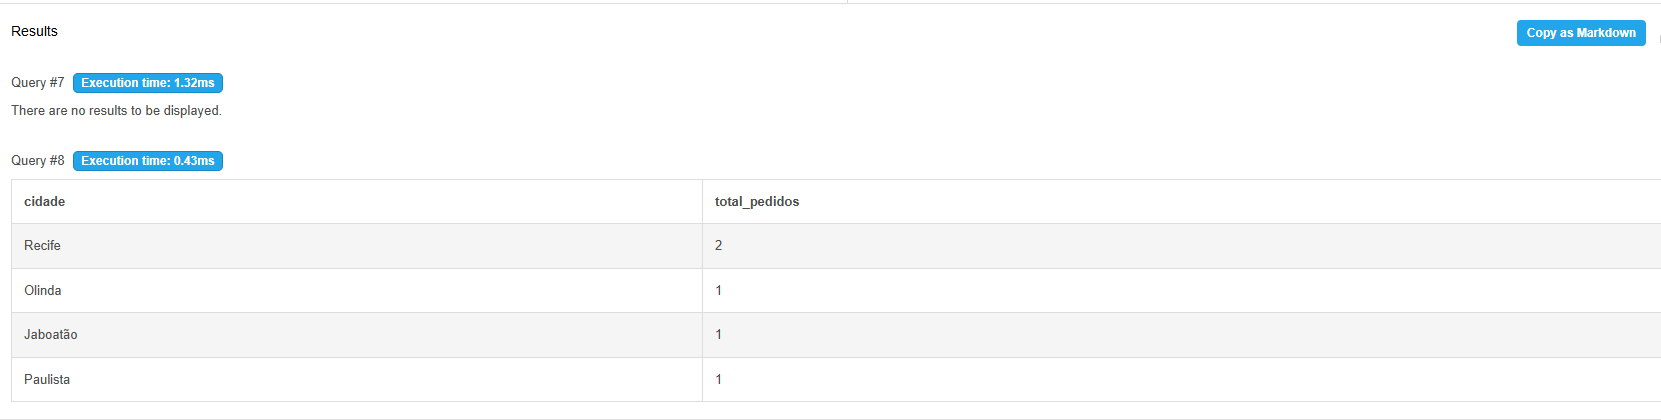 Results
Copy as Markdown
Query #7 Execution time: 1.32ms
There are no results to be displayed.
Query #8 Execution time: 0.43ms
cidade total_pedidos
Recife 2
Olinda 1
Jaboatão 1
Paulista 1